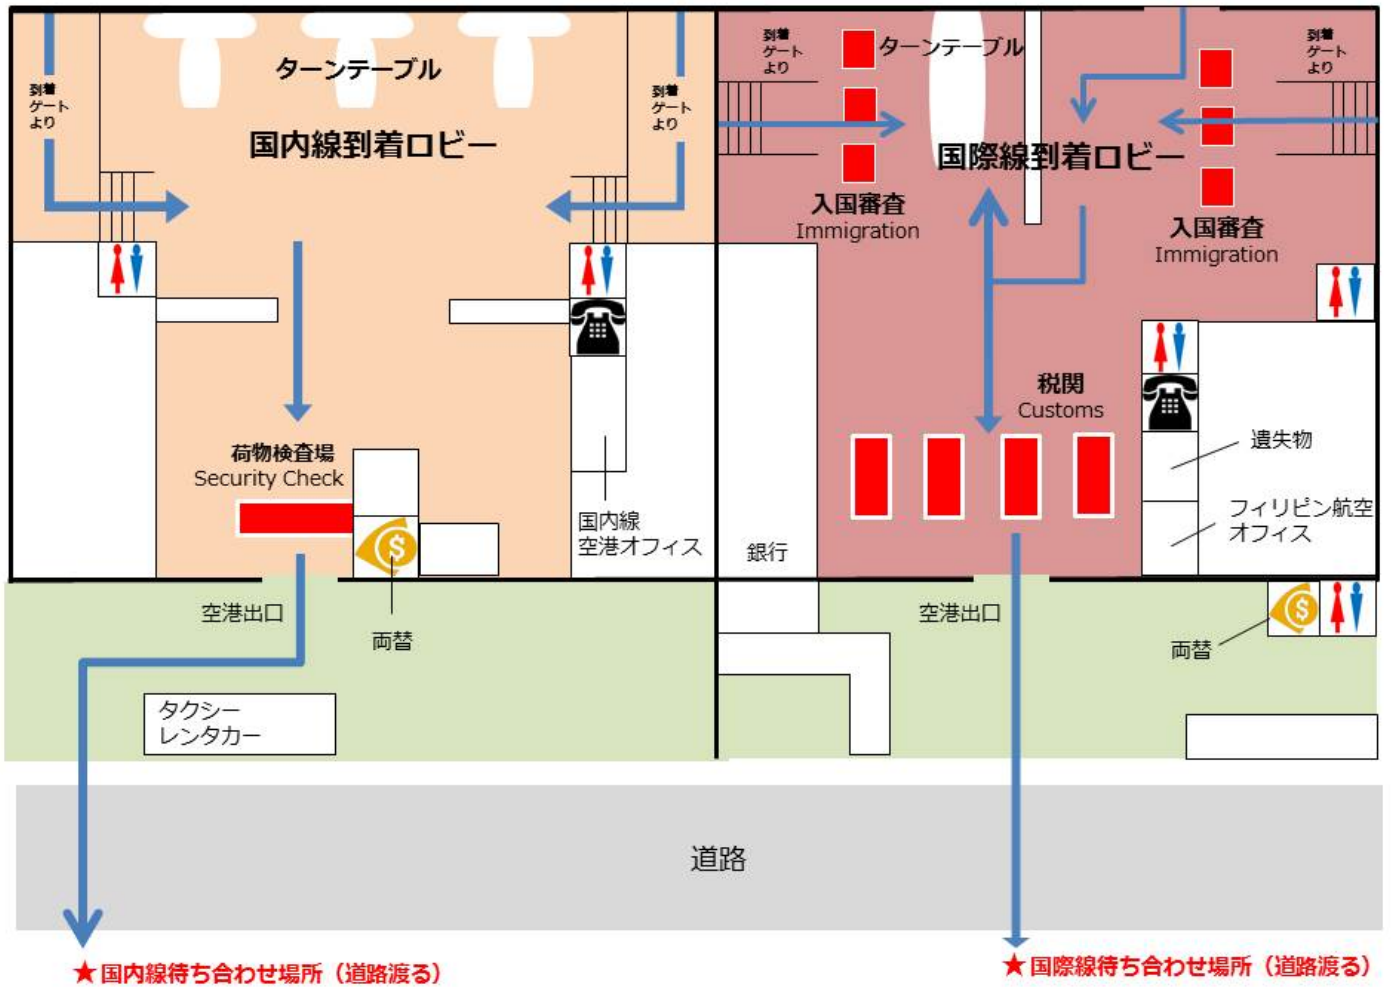 到着
ゲート
より
ターンテーブル
国内線到着ロビー
到着
ゲート
より
荷物検査場
Security Check
国内線
空港オフィス
空港出口
両替
タクシー
レンタカー
到着
ゲート
より
ターンテーブル
到着
ゲート
より
国際線到着ロビー
入国審査
Immigration
入国審査
Immigration
税関
Customs
遺失物
フィリピン航空
オフィス
銀行
空港出口
両替
道路
★国内線待ち合わせ場所（道路渡る）
★国際線待ち合わせ場所（道路渡る）